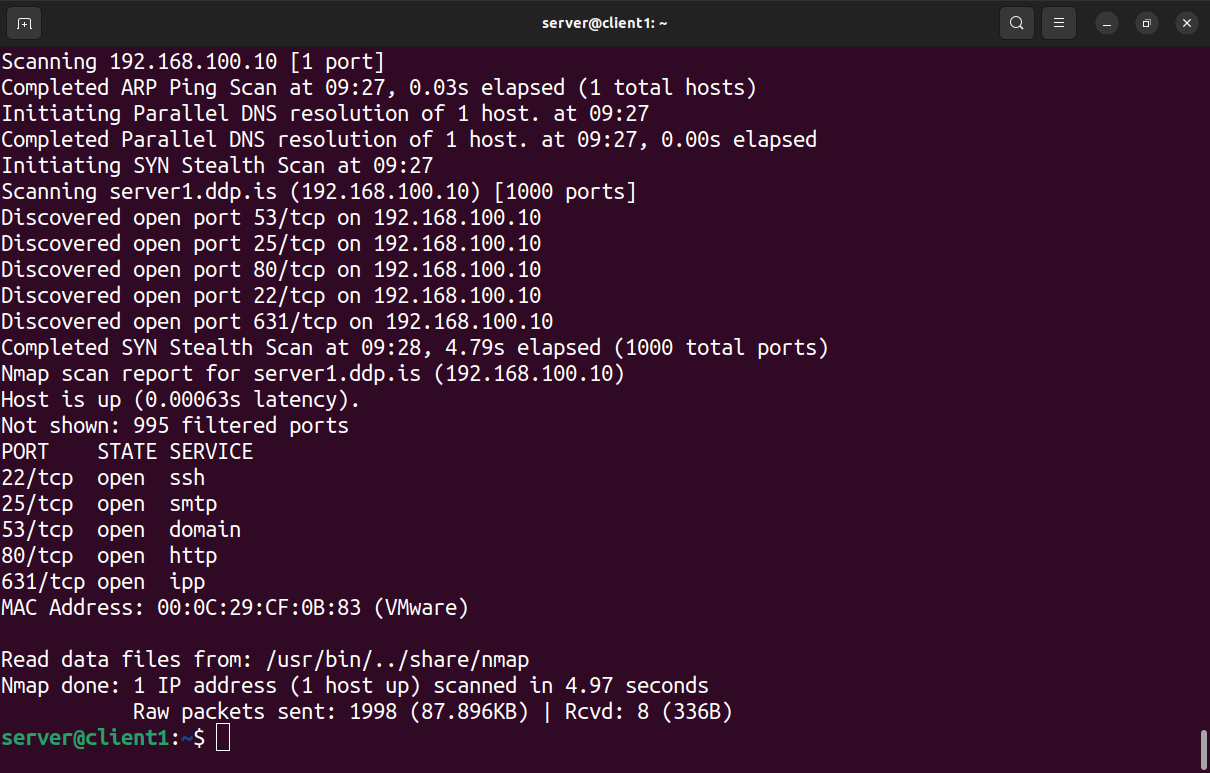 server@client1: ~
Scanning 192.168.100.10 [1 port]
Completed ARP Ping Scan at 09:27, 0.03s elapsed (1 total hosts)
Initiating Parallel DNS resolution of 1 host. at 09:27
Completed Parallel DNS resolution of 1 host. at 09:27, 0.00s elapsed
Initiating SYN Stealth Scan at 09:27
Scanning server1.ddp.is (192.168.100.10) [1000 ports]
Discovered open port 53/tcp on 192.168.100.10
Discovered open port 25/tcp on 192.168.100.10
Discovered open port 80/tcp on 192.168.100.10
Discovered open port 22/tcp on 192.168.100.10
Discovered open port 631/tcp on 192.168.100.10
Completed SYN Stealth Scan at 09:28, 4.79s elapsed (1000 total ports)
Nmap scan report for server1.ddp.is (192.168.100.10)
Host is up (0.00063s latency).
Not shown: 995 filtered ports
PORT    STATE SERVICE
22/tcp  open  ssh
25/tcp  open  smtp
53/tcp  open  domain
80/tcp  open  http
631/tcp open  ipp
MAC Address: 00:0C:29:CF:0B:83 (VMware)

Read data files from: /usr/bin/../share/nmap
Nmap done: 1 IP address (1 host up) scanned in 4.97 seconds
           Raw packets sent: 1998 (87.896KB) | Rcvd: 8 (336B)
server@client1:~$